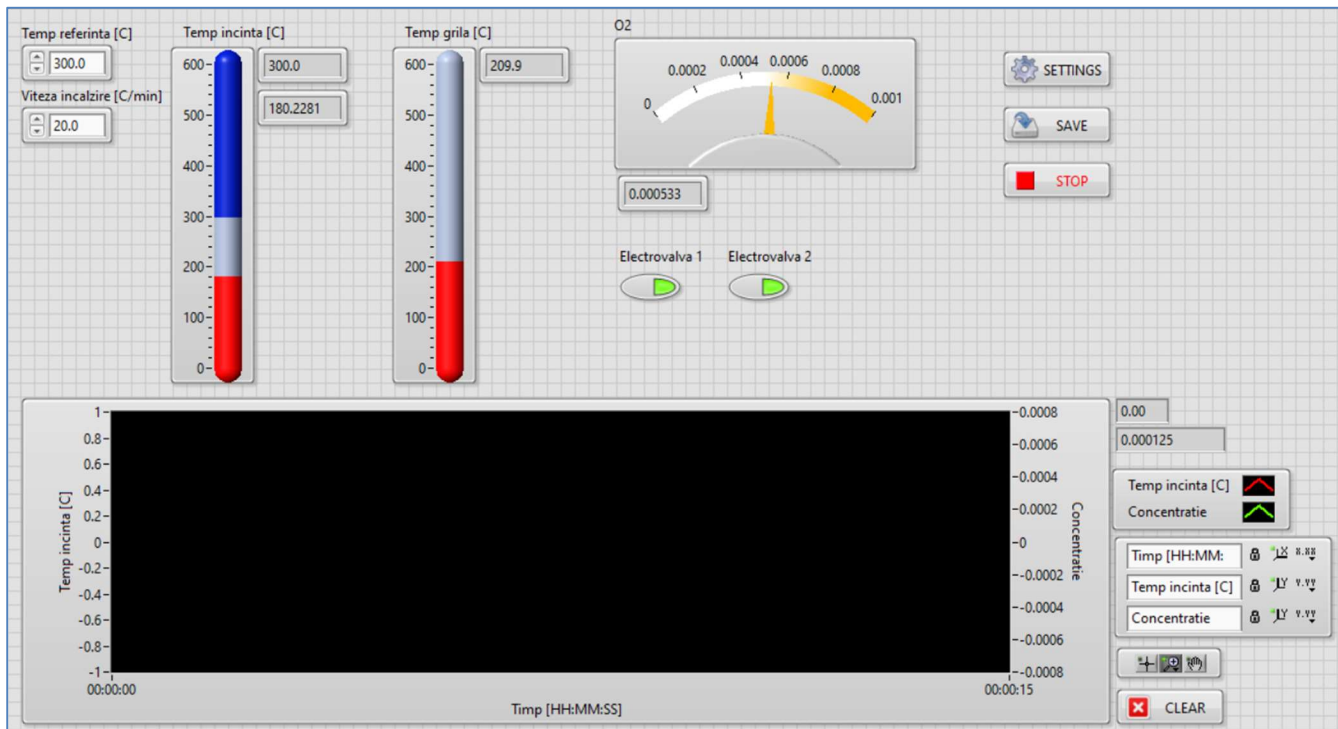 Temp referinta [C]
300.0
Viteza incalzire [C/min]
20.0
Temp incinta [C]
600
500
400
300
200
100
0
300.0
180.2281
Temp grila [C]
600
500
400
300
200
100
0
209.9
O2
0
0.0002
0.0004
0.0006
0.0008
0.001
0.000533
Electrovalva 1
Electrovalva 2
SETTINGS
SAVE
STOP
Temp incinta [C]
1
0.8
0.6
0.4
0.2
0
-0.2
-0.4
-0.6
-0.8
-1
00:00:00
00:00:15
Timp [HH:MM:SS]
0.0008
0.0006
0.0004
0.0002
0
-0.0002
-0.0004
-0.0006
-0.0008
Concentratie
0.00
0.000125
Temp incinta [C]
Concentratie
Timp [HH:MM:
Temp incinta [C]
Concentratie
CLEAR